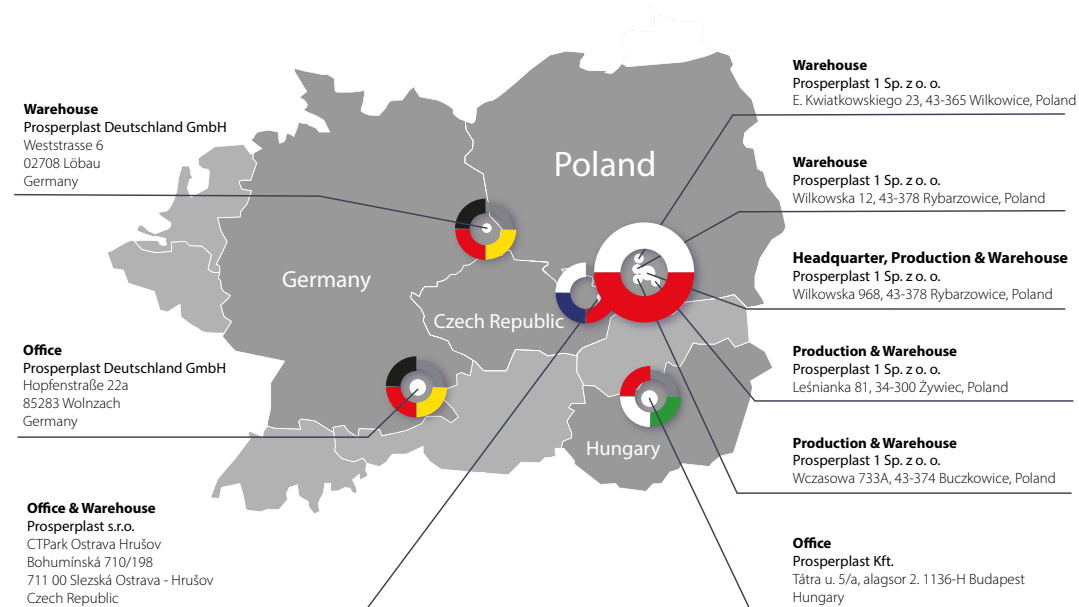 Warehouse
Prosperplast Deutschland GmbH
Weststrasse 6
02708 Löbau
Germany
Office
Prosperplast Deutschland GmbH
Hopfenstraße 22a
85283 Wolnzach
Germany
Office & Warehouse
Prosperplast s.r.o.
CTPark Ostrava Hrušov
Bohumínská 710/198
711 00 Slezská Ostrava - Hrušov
Czech Republic
Poland
Germany
Czech Republic
Hungary
Warehouse
Prosperplast 1 Sp. z o. o.
E. Kwiatkowskiego 23, 43-365 Wilkowice, Poland
Warehouse
Prosperplast 1 Sp. z o. o.
Wilkowska 12, 43-378 Rybarzowice, Poland
Headquarter, Production & Warehouse
Prosperplast 1 Sp. z o. o.
Wilkowska 968, 43-378 Rybarzowice, Poland
Production & Warehouse
Prosperplast 1 Sp. z o. o.
Leśnianka 81, 34-300 Żywiec, Poland
Production & Warehouse
Prosperplast 1 Sp. z o. o.
Wczasowa 733A, 43-374 Buczkowice, Poland
Office
Prosperplast Kft.
Tátra u. 5/a, alagsor 2. 1136-H Budapest
Hungary